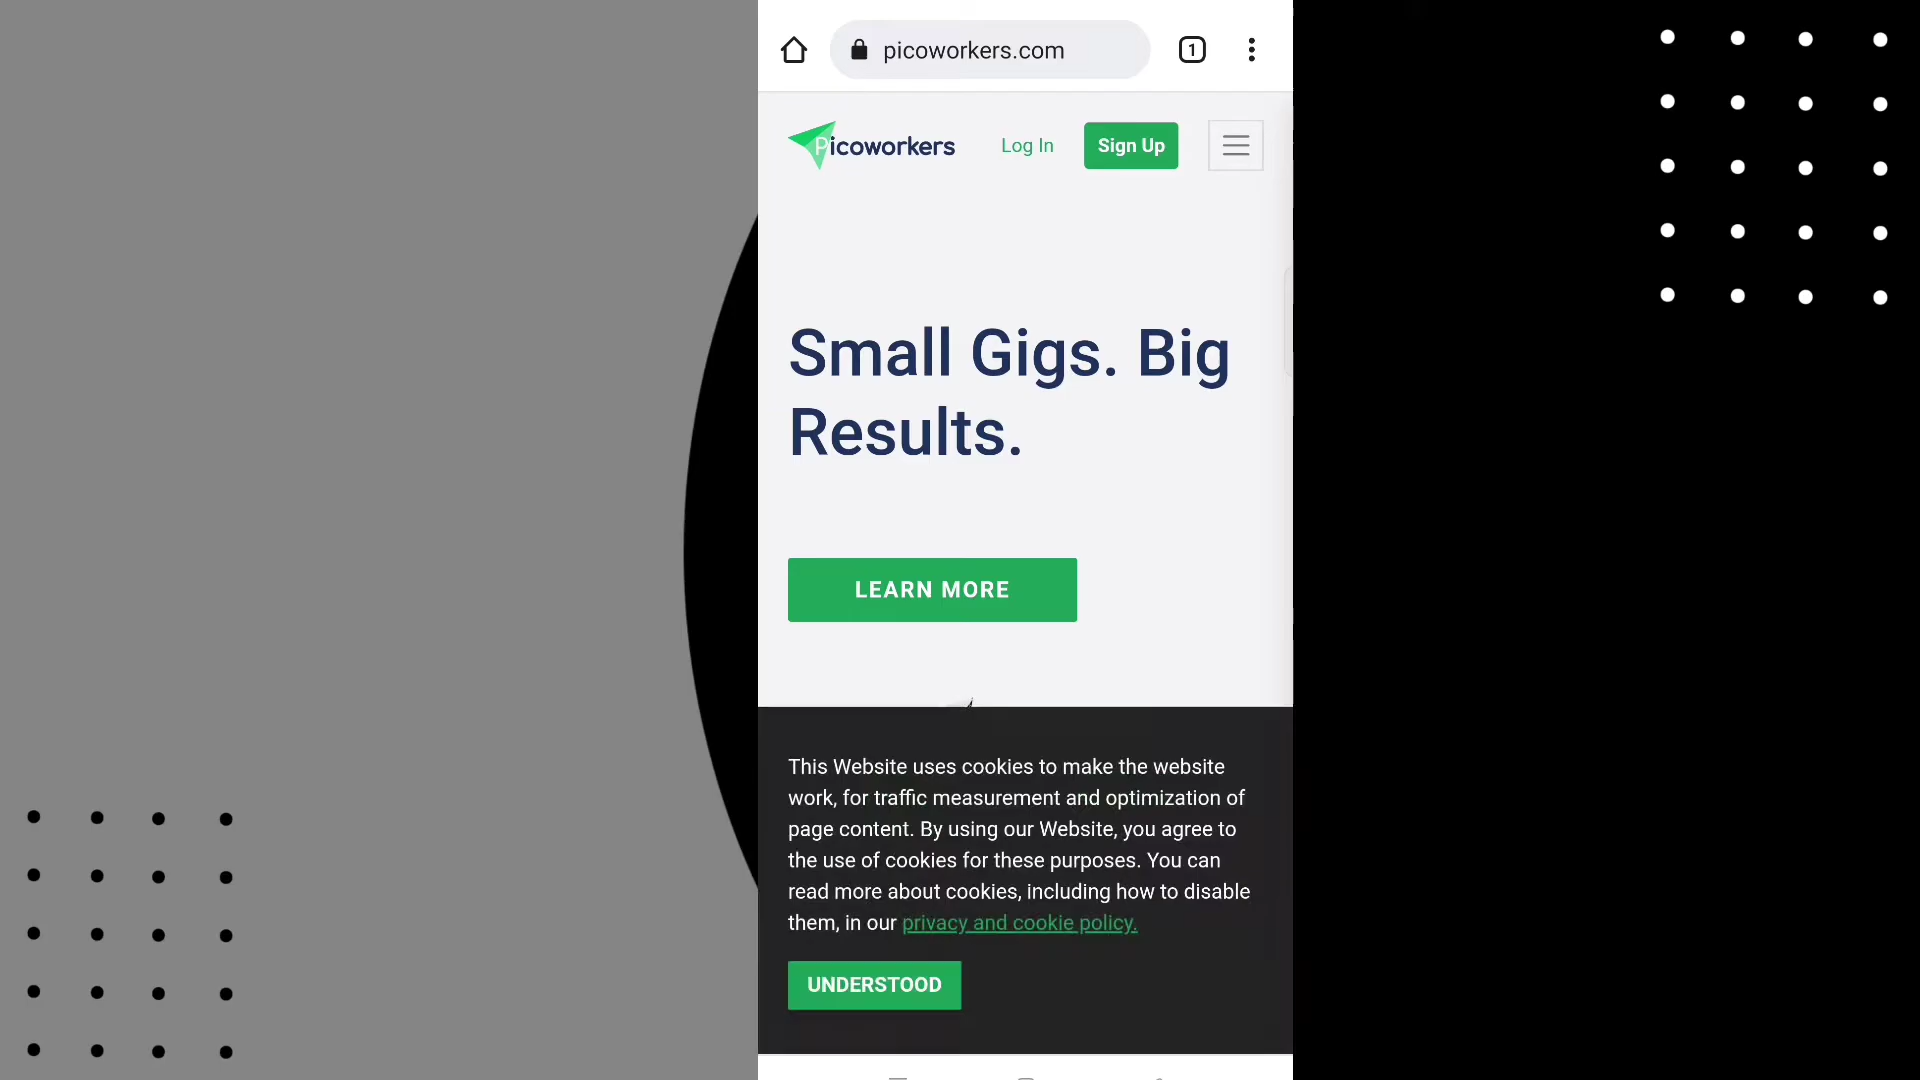 picoworkers.com
1
Picoworkers
Log In
Sign Up
Small Gigs. Big
Results.
LEARN MORE
This Website uses cookies to make the website
work, for traffic measurement and optimization of
page content. By using our Website, you agree to
the use of cookies for these purposes. You can
read more about cookies, including how to disable
them, in our privacy and cookie policy.
UNDERSTOOD